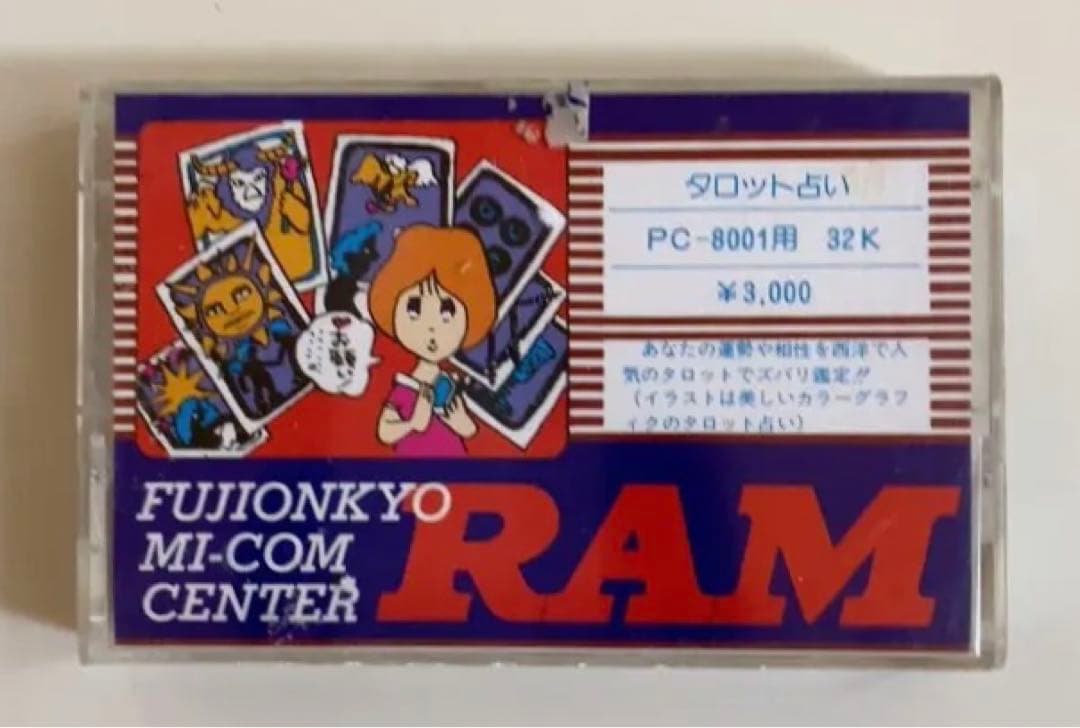 タロット占い
PC-8001用 32K
¥3,000
あなたの運勢や相性を西洋で人
気のタロットでズバリ鑑定!!
(イラストは美しいカラーグラフ
ィクのタロット占い)
お願い
FUJIONKYO
MI-COM
CENTER
RAM